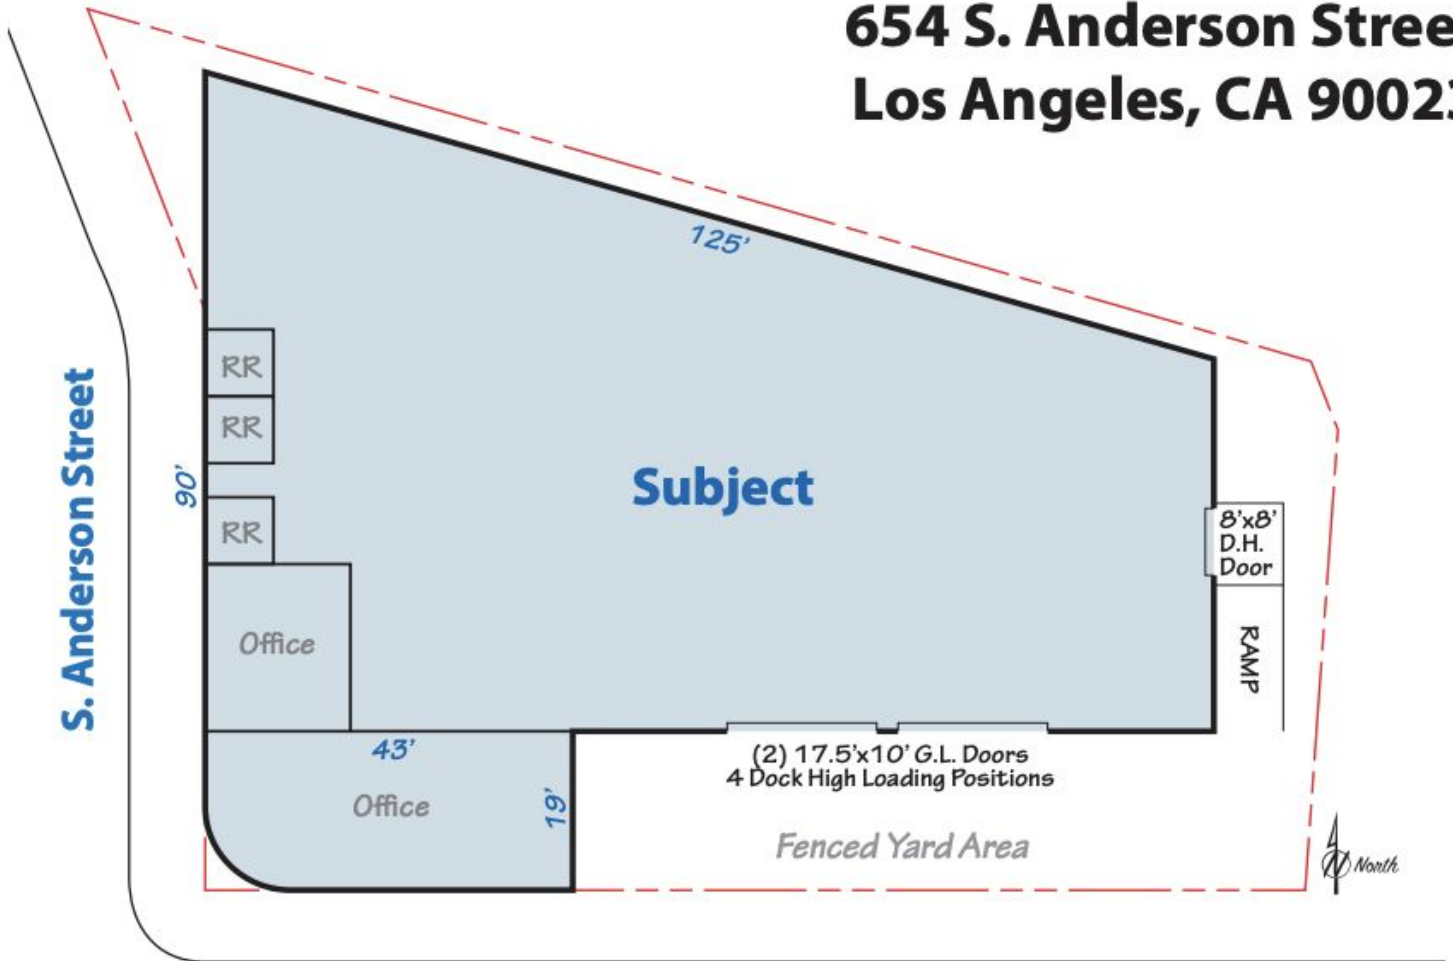 654 S. Anderson Stree
Los Angeles, CA 9002
125'
RR
RR
90'
RR
S. Anderson Street
Subject
8'x8'
D.H.
Door
RAMP
Office
43'
Office
19'
(2) 17.5'x10' G.L. Doors
4 Dock High Loading Positions
Fenced Yard Area
N North